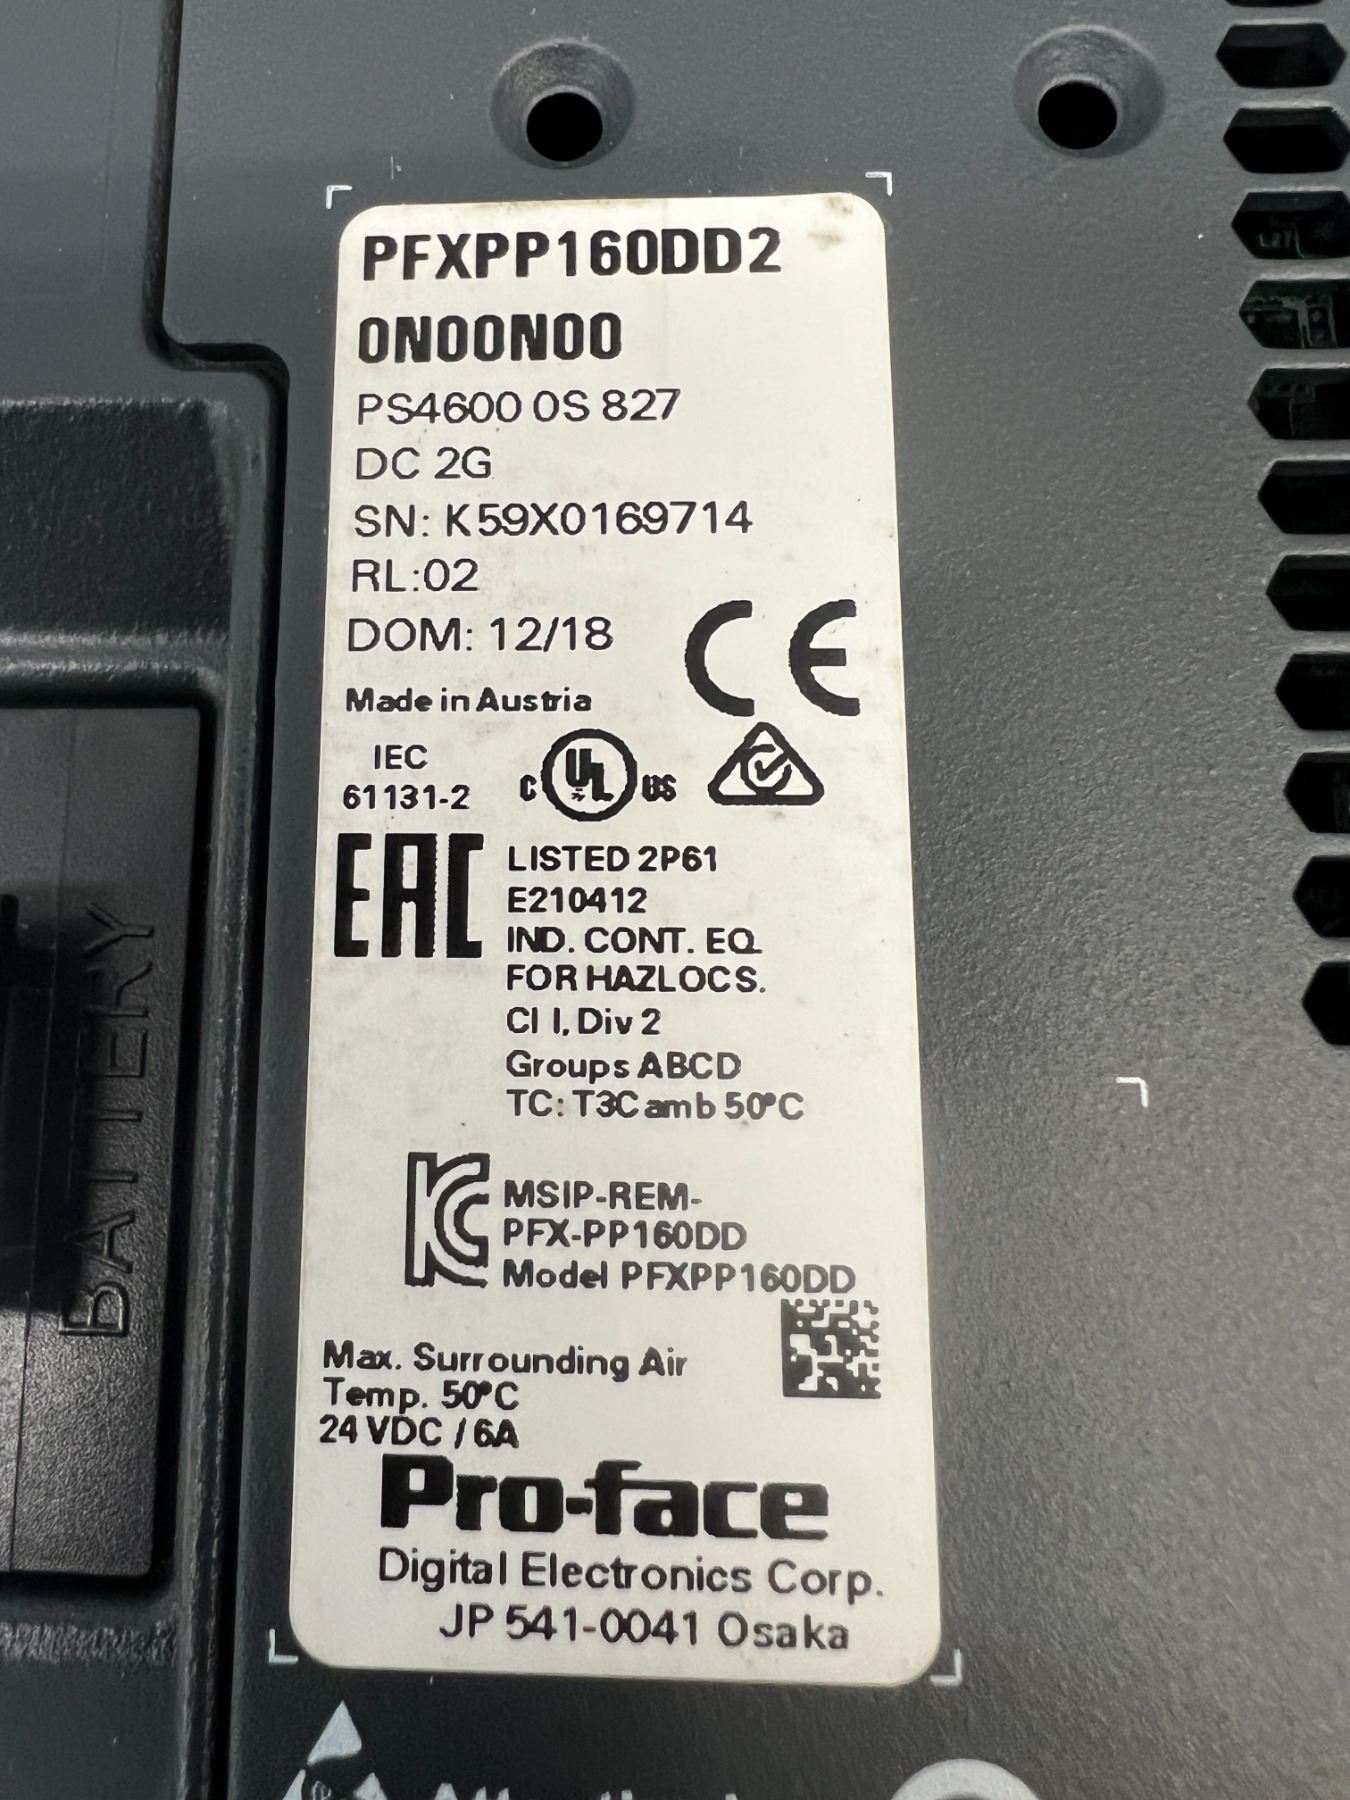 PFXPP160DD2
0N00N00
PS4600 0S 827
DC 2G
SN: K59X0169714
RL:02
DOM: 12/18
CE
Made in Austria
IEC
61131-2
C UL US
EAC
LISTED 2P61
E210412
IND. CONT. EQ.
FOR HAZLOCS.
Cl I, Div 2
Groups ABCD
TC: T3C amb 50°C
KC
MSIP-REM-
PFX-PP160DD
Model PFXPP160DD
Max. Surrounding Air
Temp. 50°C
24 VDC / 6A
Pro-face
Digital Electronics Corp.
JP 541-0041 Osaka
BATTERY